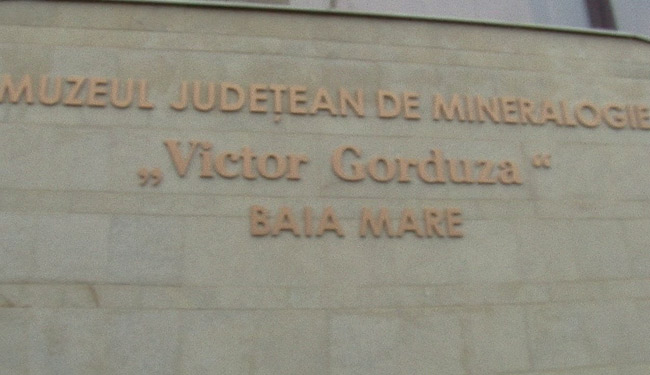 MUZEUL JUDEȚEAN DE MINERALOGIE
„Victor Gorduza“
BAIA MARE